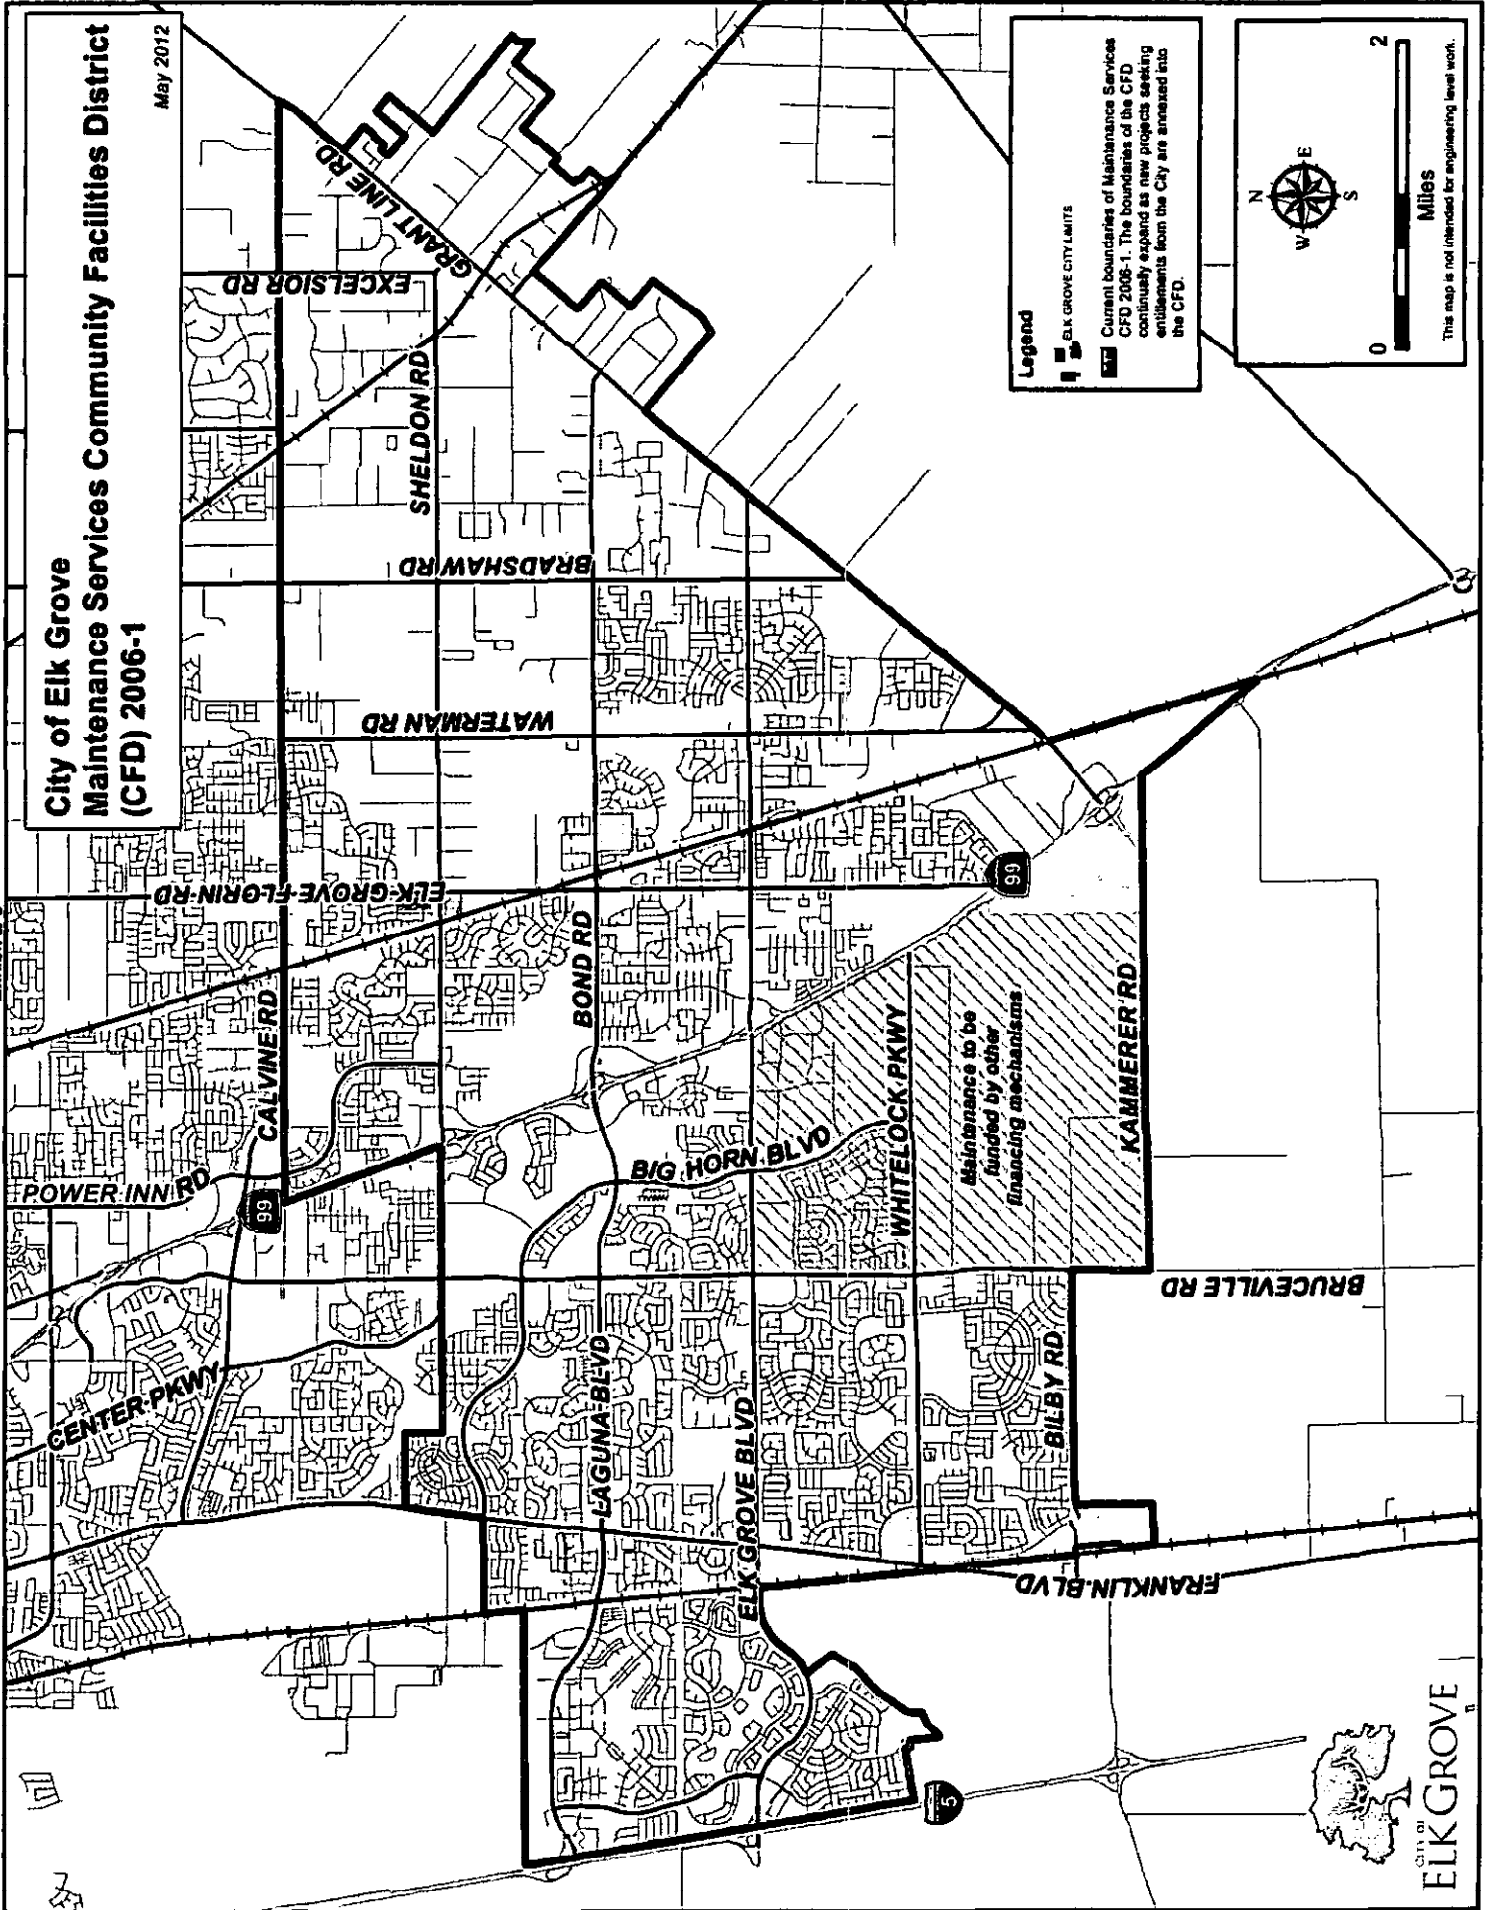 City of Elk Grove
Maintenance Services Community Facilities District
(CFD) 2006-1
May 2012
POWER INN RD
CENTER PKWY
99
CALVINE RD
ELK GROVE-FLORIN RD
WATERMAN RD
BRADSHAW RD
EXCELSIOR RD
SHELDON RD
GRANT LINE RD
BOND RD
LAGUNA BLVD
BIG HORN BLVD
ELK GROVE BLVD
WHITELOCK PKWY
99
Maintenance to be
funded by other
financing mechanisms
BILBY RD
KAMMERER RD
BRUCEVILLE RD
FRANKLIN BLVD
5
Legend
ELK GROVE CITY LIMITS
Current boundaries of Maintenance Services
CFD 2006-1. The boundaries of the CFD
continually expand as new projects seeking
entitlements from the City are annexed into
the CFD.
N
W
E
S
0
2
Miles
This map is not intended for engineering level work.
CITY OF
ELK GROVE